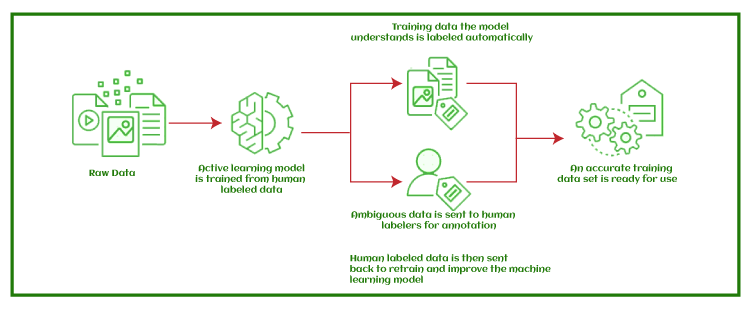 Training data the model
understands is labeled automatically
Raw Data
Active learning model
is trained from human
labeled data
Ambiguous data is sent to human
labelers for annotation
An accurate training
data set is ready for use
Human labeled data is then sent
back to retrain and improve the machine
learning model